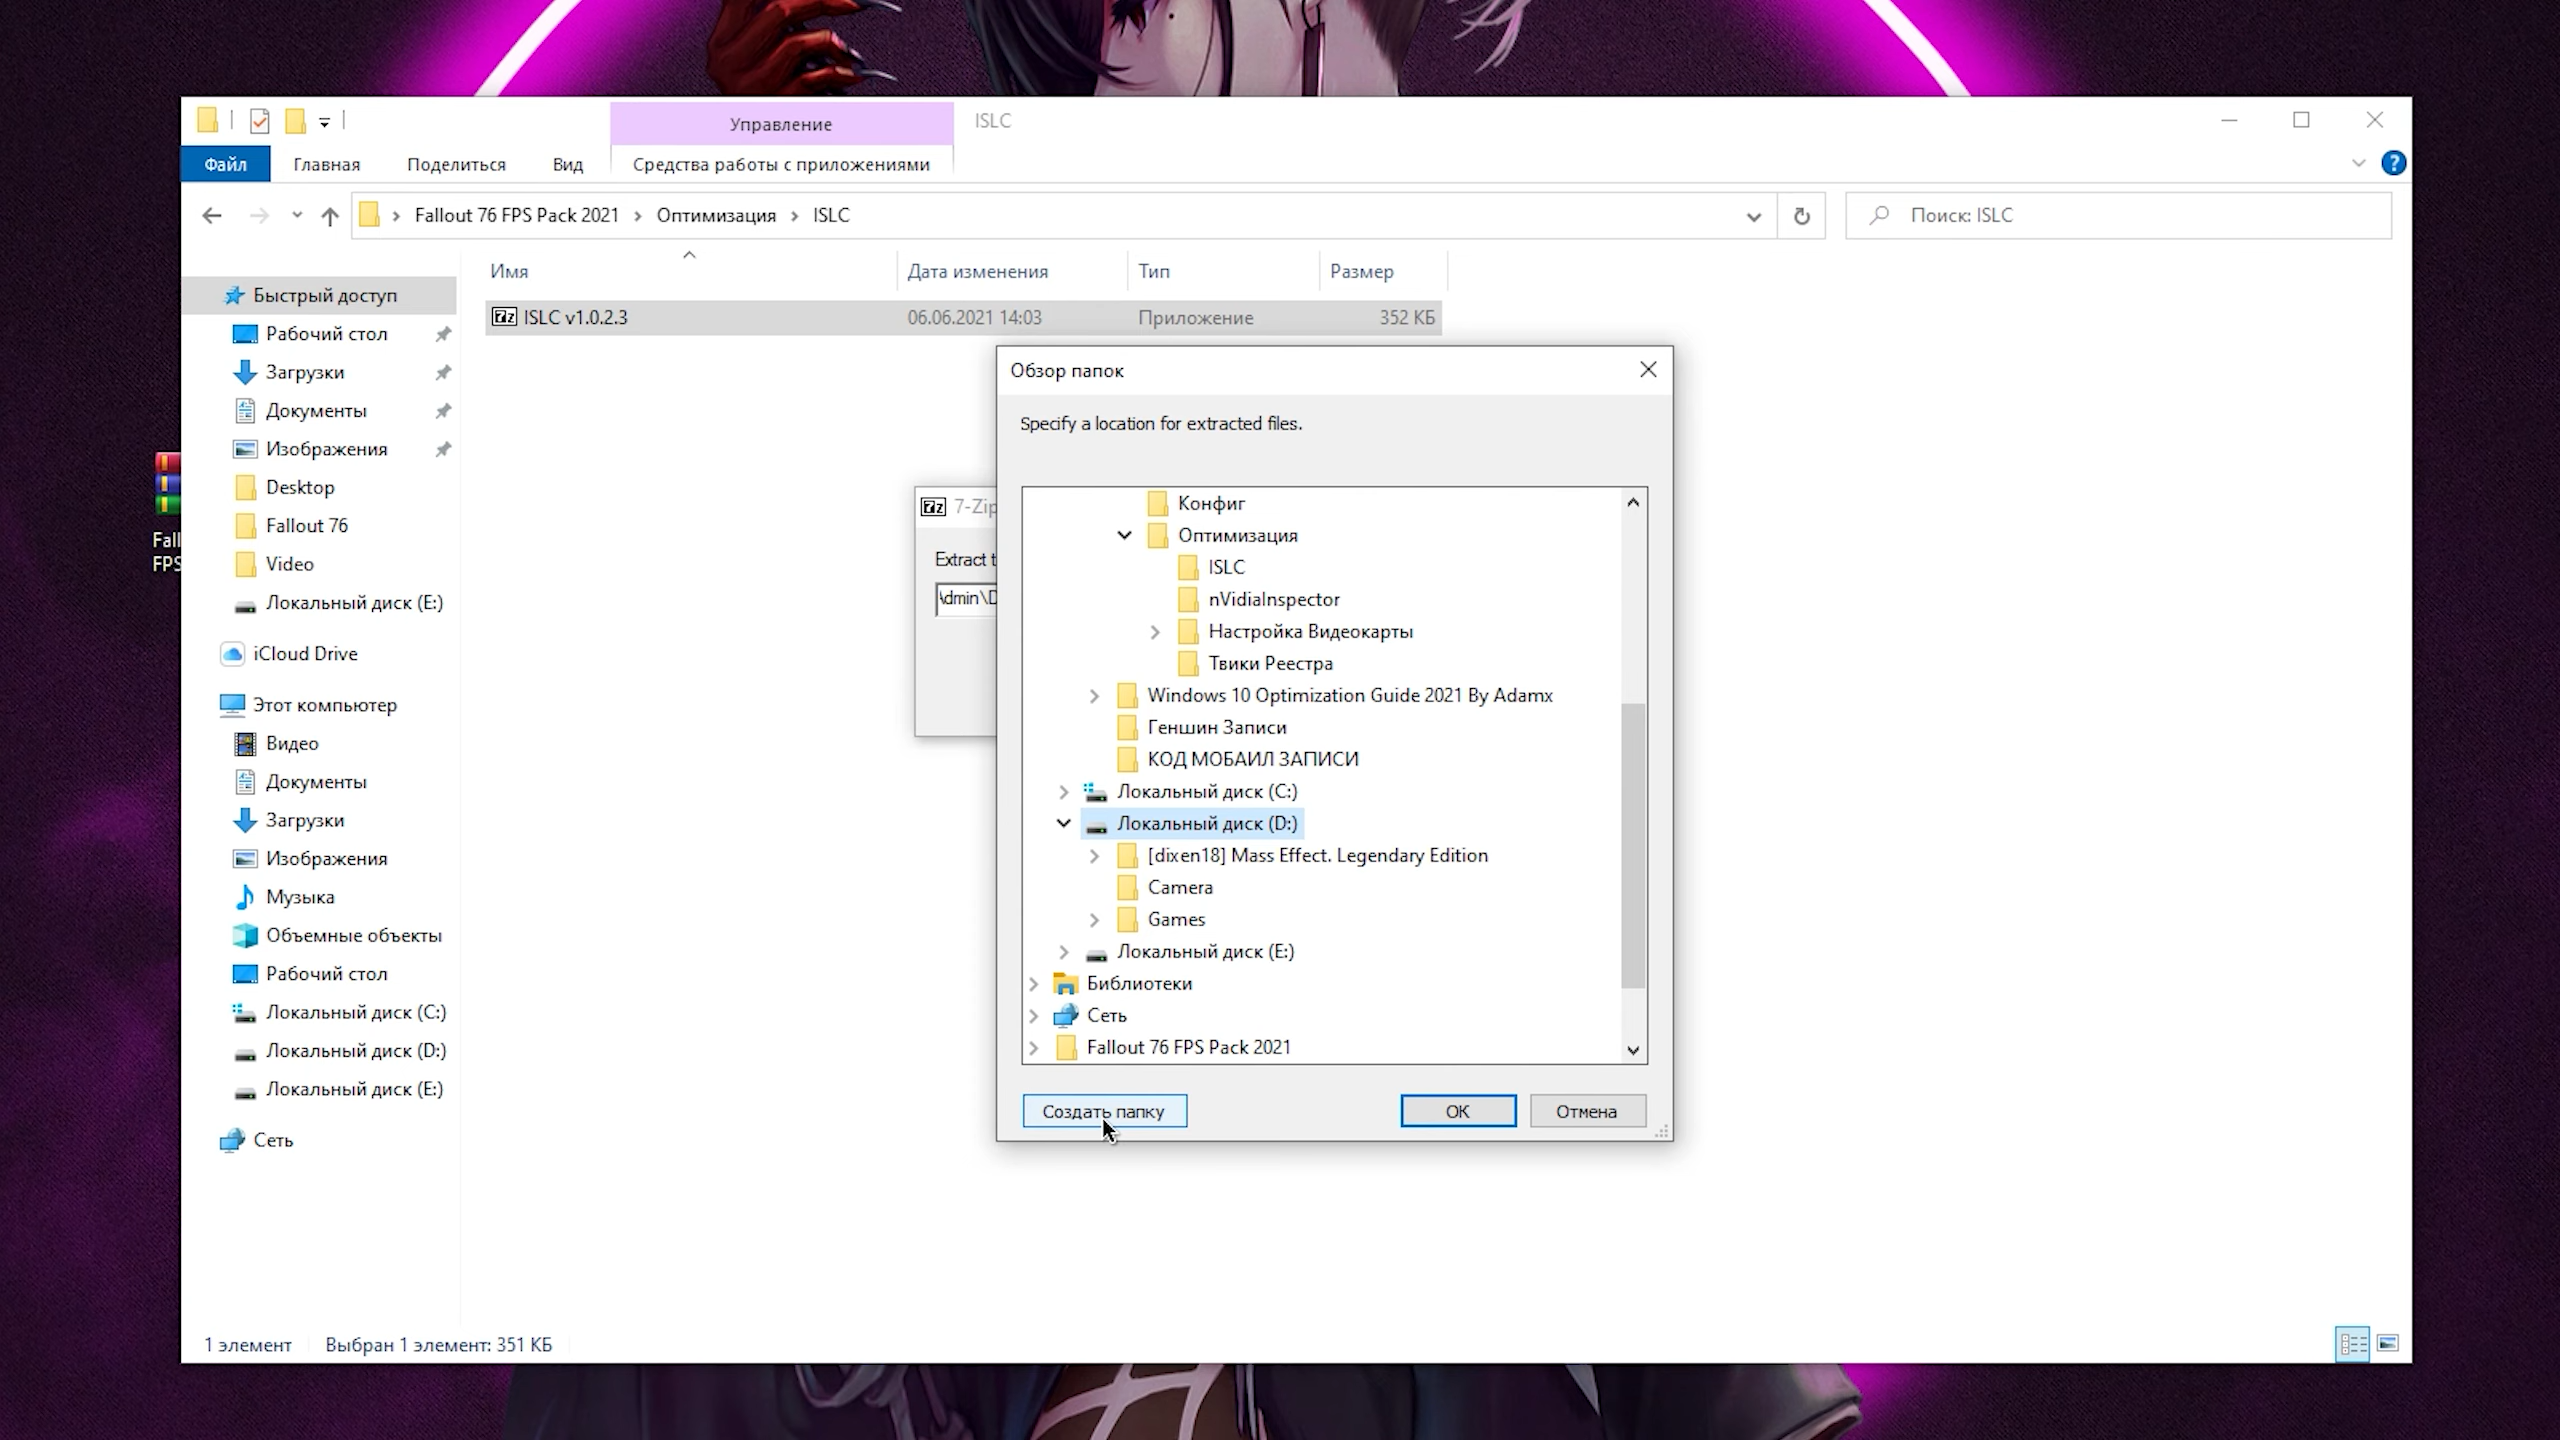 Управление
ISLC
Файл
Главная
Поделиться
Вид
Средства работы с приложениями
Fallout 76 FPS Pack 2021
Оптимизация
ISLC
Поиск: ISLC
Имя
Дата изменения
Тип
Размер
ISLC v1.0.2.3
06.06.2021 14:03
Приложение
352 КБ
Быстрый доступ
Рабочий стол
Загрузки
Документы
Изображения
Desktop
Fallout 76
Video
Локальный диск (E:)
iCloud Drive
Этот компьютер
Видео
Документы
Загрузки
Изображения
Музыка
Объемные объекты
Рабочий стол
Локальный диск (C:)
Локальный диск (D:)
Локальный диск (E:)
Сеть
Fall
FPS
7-Zip
Extract t
\dmin\D
Обзор папок
Specify a location for extracted files.
Конфиг
Оптимизация
ISLC
nVidiaInspector
Настройка Видеокарты
Твики Реестра
Windows 10 Optimization Guide 2021 By Adamx
Геншин Записи
КОД МОБАИЛ ЗАПИСИ
Локальный диск (C:)
Локальный диск (D:)
[dixen18] Mass Effect. Legendary Edition
Camera
Games
Локальный диск (E:)
Библиотеки
Сеть
Fallout 76 FPS Pack 2021
Создать папку
OK
Отмена
1 элемент
Выбран 1 элемент: 351 КБ